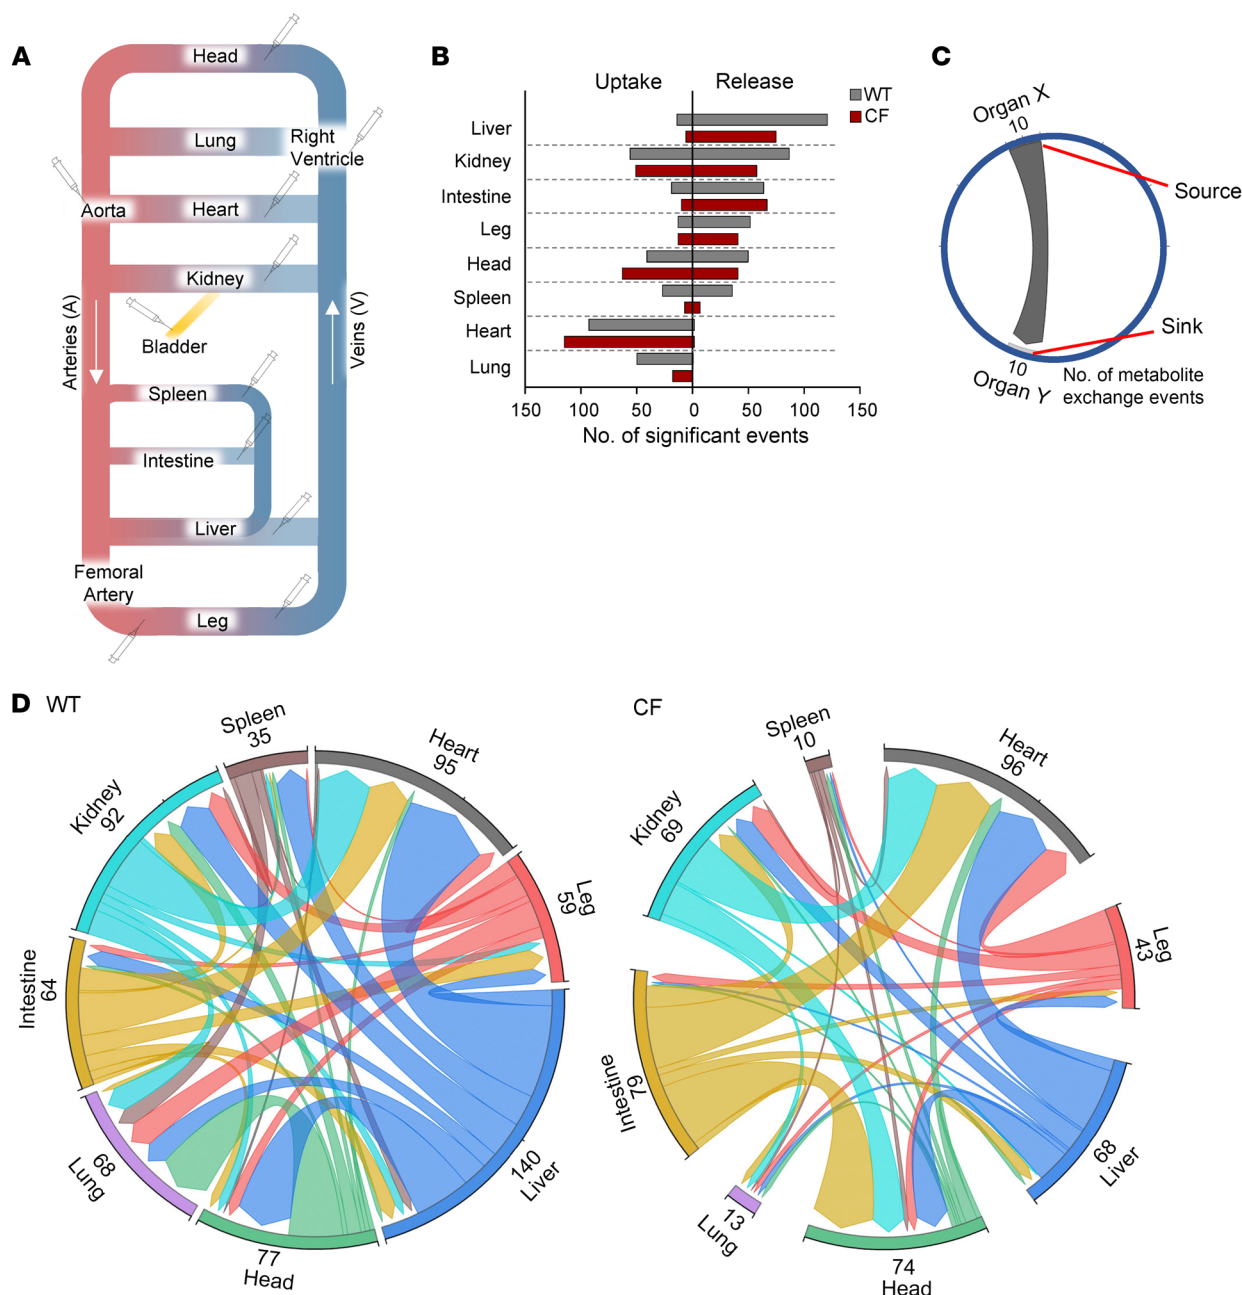 A
Head
Lung
Right
Ventricle
Aorta
Heart
Kidney
Arteries (A)
Veins (V)
Bladder
Spleen
Intestine
Liver
Femoral
Artery
Leg
B
Uptake
Release
WT
CF
Liver
Kidney
Intestine
Leg
Head
Spleen
Heart
Lung
150
100
50
0
50
100
150
No. of significant events
C
Organ X
10
Source
Sink
10
Organ Y
No. of metabolite
exchange events
D
WT
Spleen
35
Heart
95
Kidney
92
Leg
59
Intestine
64
Lung
68
Head
77
Liver
140
CF
Spleen
10
Heart
96
Kidney
69
Leg
43
Intestine
79
Lung
13
Head
74
Liver
68